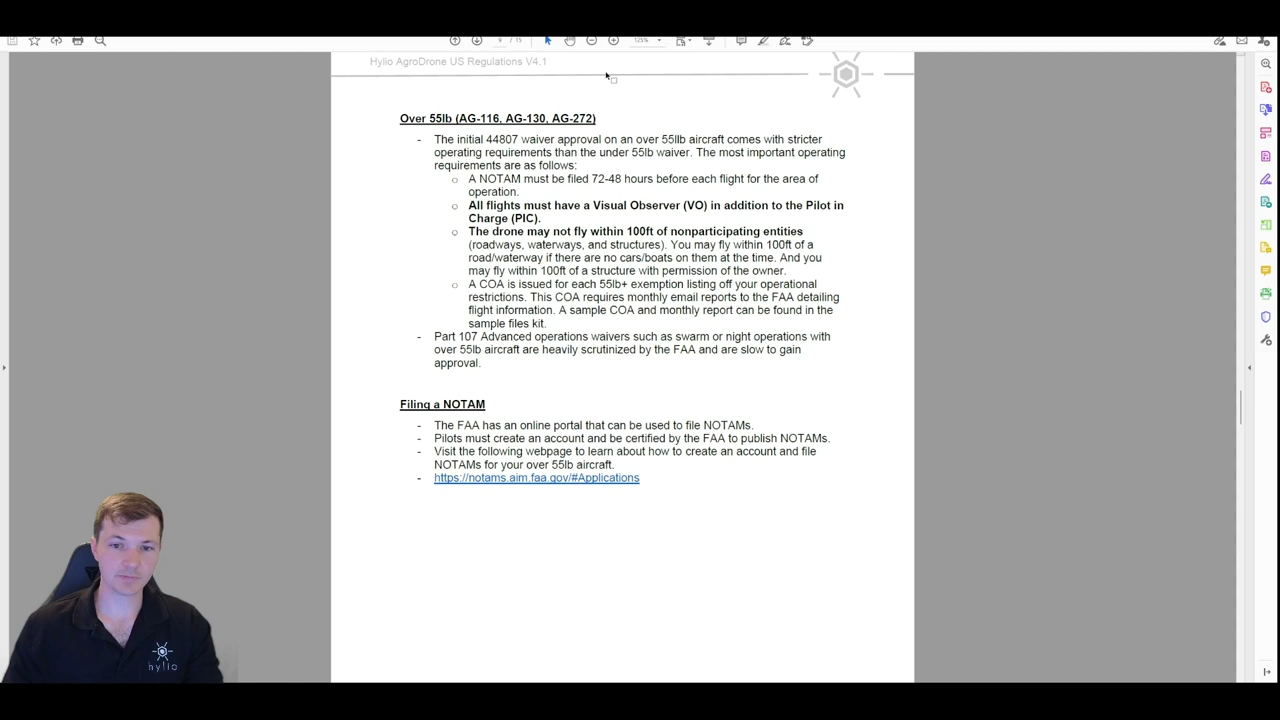 9 / 15
125%
Hylio AgroDrone US Regulations V4.1
Over 55lb (AG-116, AG-130, AG-272)
- The initial 44807 waiver approval on an over 55llb aircraft comes with stricter
operating requirements than the under 55lb waiver. The most important operating
requirements are as follows:
o A NOTAM must be filed 72-48 hours before each flight for the area of
operation.
o All flights must have a Visual Observer (VO) in addition to the Pilot in
Charge (PIC).
o The drone may not fly within 100ft of nonparticipating entities
(roadways, waterways, and structures). You may fly within 100ft of a
road/waterway if there are no cars/boats on them at the time. And you
may fly within 100ft of a structure with permission of the owner.
o A COA is issued for each 55lb+ exemption listing off your operational
restrictions. This COA requires monthly email reports to the FAA detailing
flight information. A sample COA and monthly report can be found in the
sample files kit.
- Part 107 Advanced operations waivers such as swarm or night operations with
over 55lb aircraft are heavily scrutinized by the FAA and are slow to gain
approval.
Filing a NOTAM
- The FAA has an online portal that can be used to file NOTAMs.
- Pilots must create an account and be certified by the FAA to publish NOTAMs.
- Visit the following webpage to learn about how to create an account and file
NOTAMs for your over 55lb aircraft.
- https://notams.aim.faa.gov/#Applications
hylio